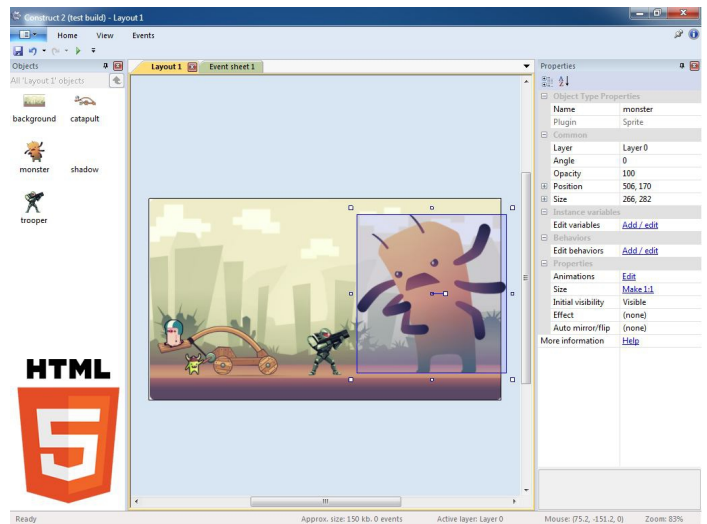 Construct 2 (test build) - Layout 1
Home View Events
Objects
All 'Layout 1' objects
background catapult
monster shadow
trooper
HTML
5
Layout 1 Event sheet 1
Properties
Object Type Properties
Name monster
Plugin Sprite
Common
Layer Layer 0
Angle 0
Opacity 100
Position 506, 170
Size 266, 282
Instance variables
Edit variables Add / edit
Behaviors
Edit behaviors Add / edit
Properties
Animations Edit
Size Make 1:1
Initial visibility Visible
Effect (none)
Auto mirror/flip (none)
More information Help
Ready Approx. size: 150 kb. 0 events Active layer: Layer 0 Mouse: (75.2, -151.2, 0) Zoom: 83%